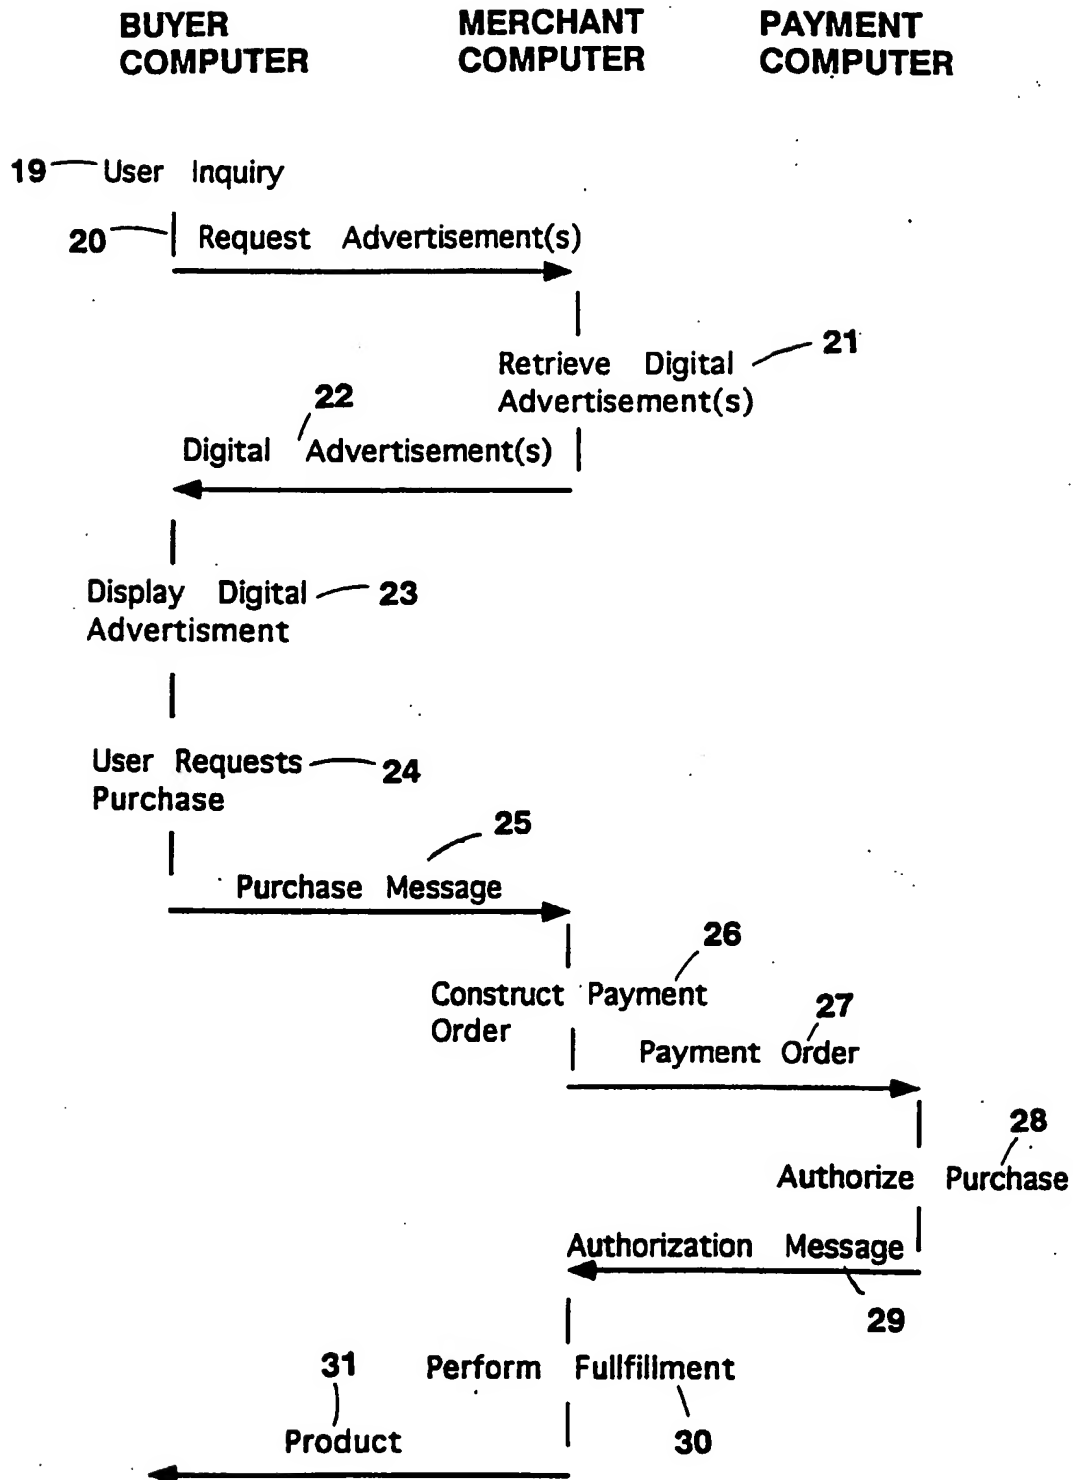 BUYER COMPUTER
MERCHANT COMPUTER
PAYMENT COMPUTER
19 User Inquiry
20 Request Advertisement(s)
21
Retrieve Digital
Advertisement(s)
22
Digital Advertisement(s)
Display Digital 23
Advertisment
User Requests 24
Purchase
25
Purchase Message
26
Construct Payment
Order
27
Payment Order
28
Authorize Purchase
Authorization Message
29
31
Perform Fullfillment
30
Product